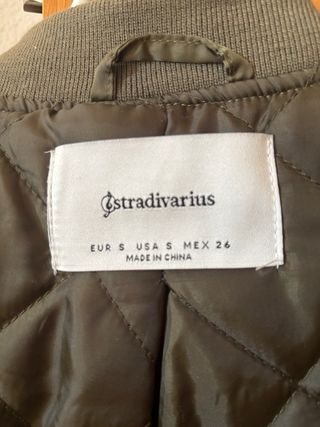 stradivarius
EUR S USA S MEX 26
MADE IN CHINA